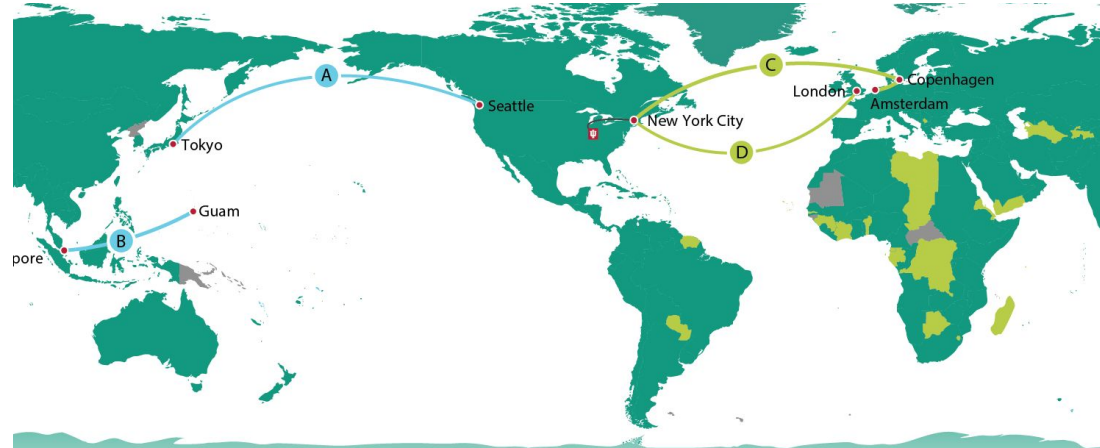 A
C
Copenhagen
London
Amsterdam
Seattle
New York City
Tokyo
D
Guam
B
pore